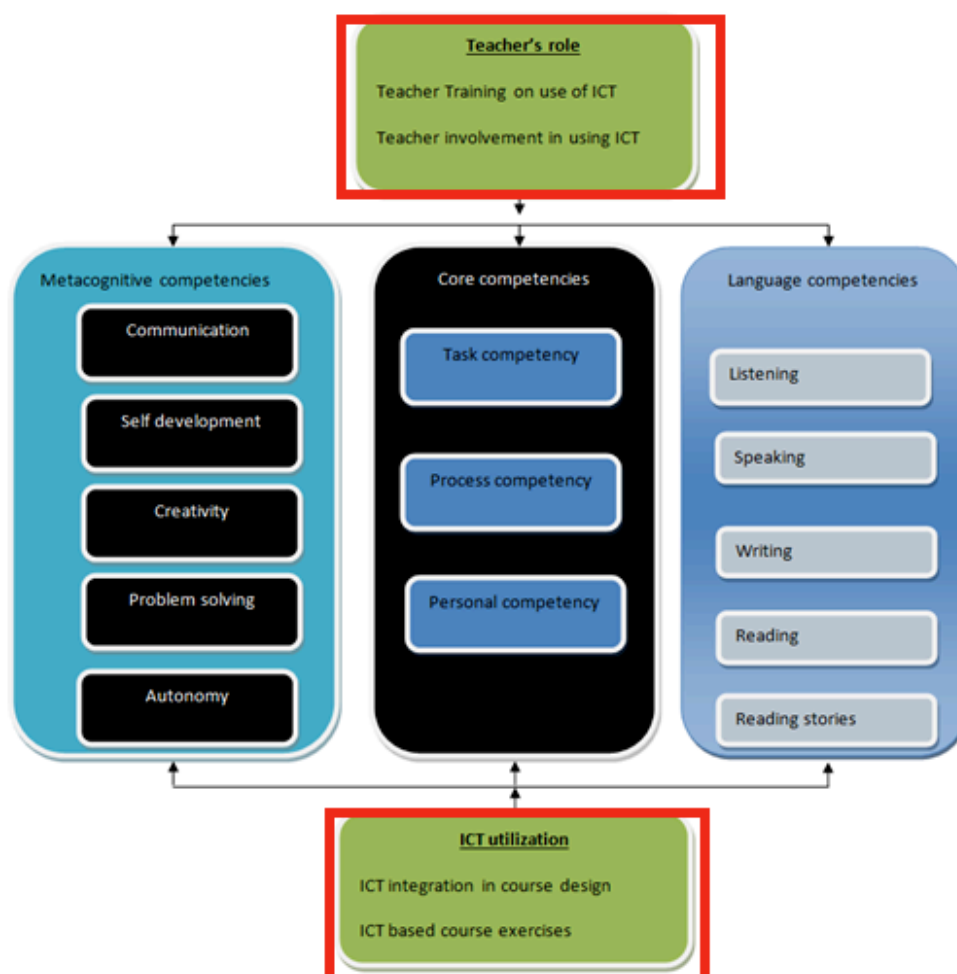 Teacher's role
Teacher Training on use of ICT
Teacher involvement in using ICT
Metacognitive competencies
Communication
Self development
Creativity
Problem solving
Autonomy
Core competencies
Task competency
Process competency
Personal competency
Language competencies
Listening
Speaking
Writing
Reading
Reading stories
ICT utilization
ICT integration in course design
ICT based course exercises